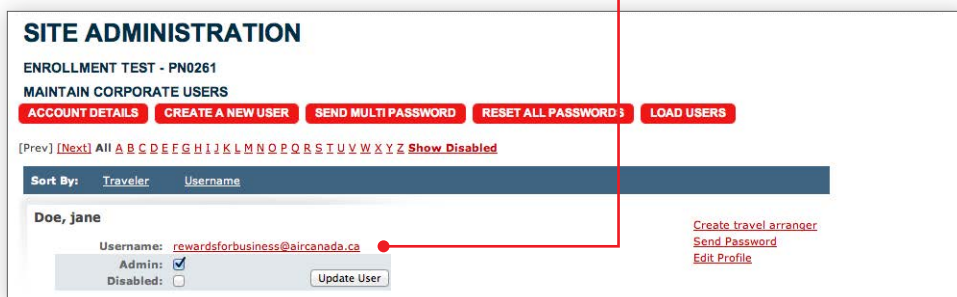 SITE ADMINISTRATION
ENROLLMENT TEST - PN0261
MAINTAIN CORPORATE USERS
ACCOUNT DETAILS CREATE A NEW USER SEND MULTI PASSWORD RESET ALL PASSWORDS LOAD USERS
[Prev] [Next] All A B C D E F G H I J K L M N O P Q R S T U V W X Y Z Show Disabled
Sort By: Traveler Username
Doe, jane
Create travel arranger
Username: rewardsforbusiness@aircanada.ca Send Password
Admin: Edit Profile
Disabled: Update User